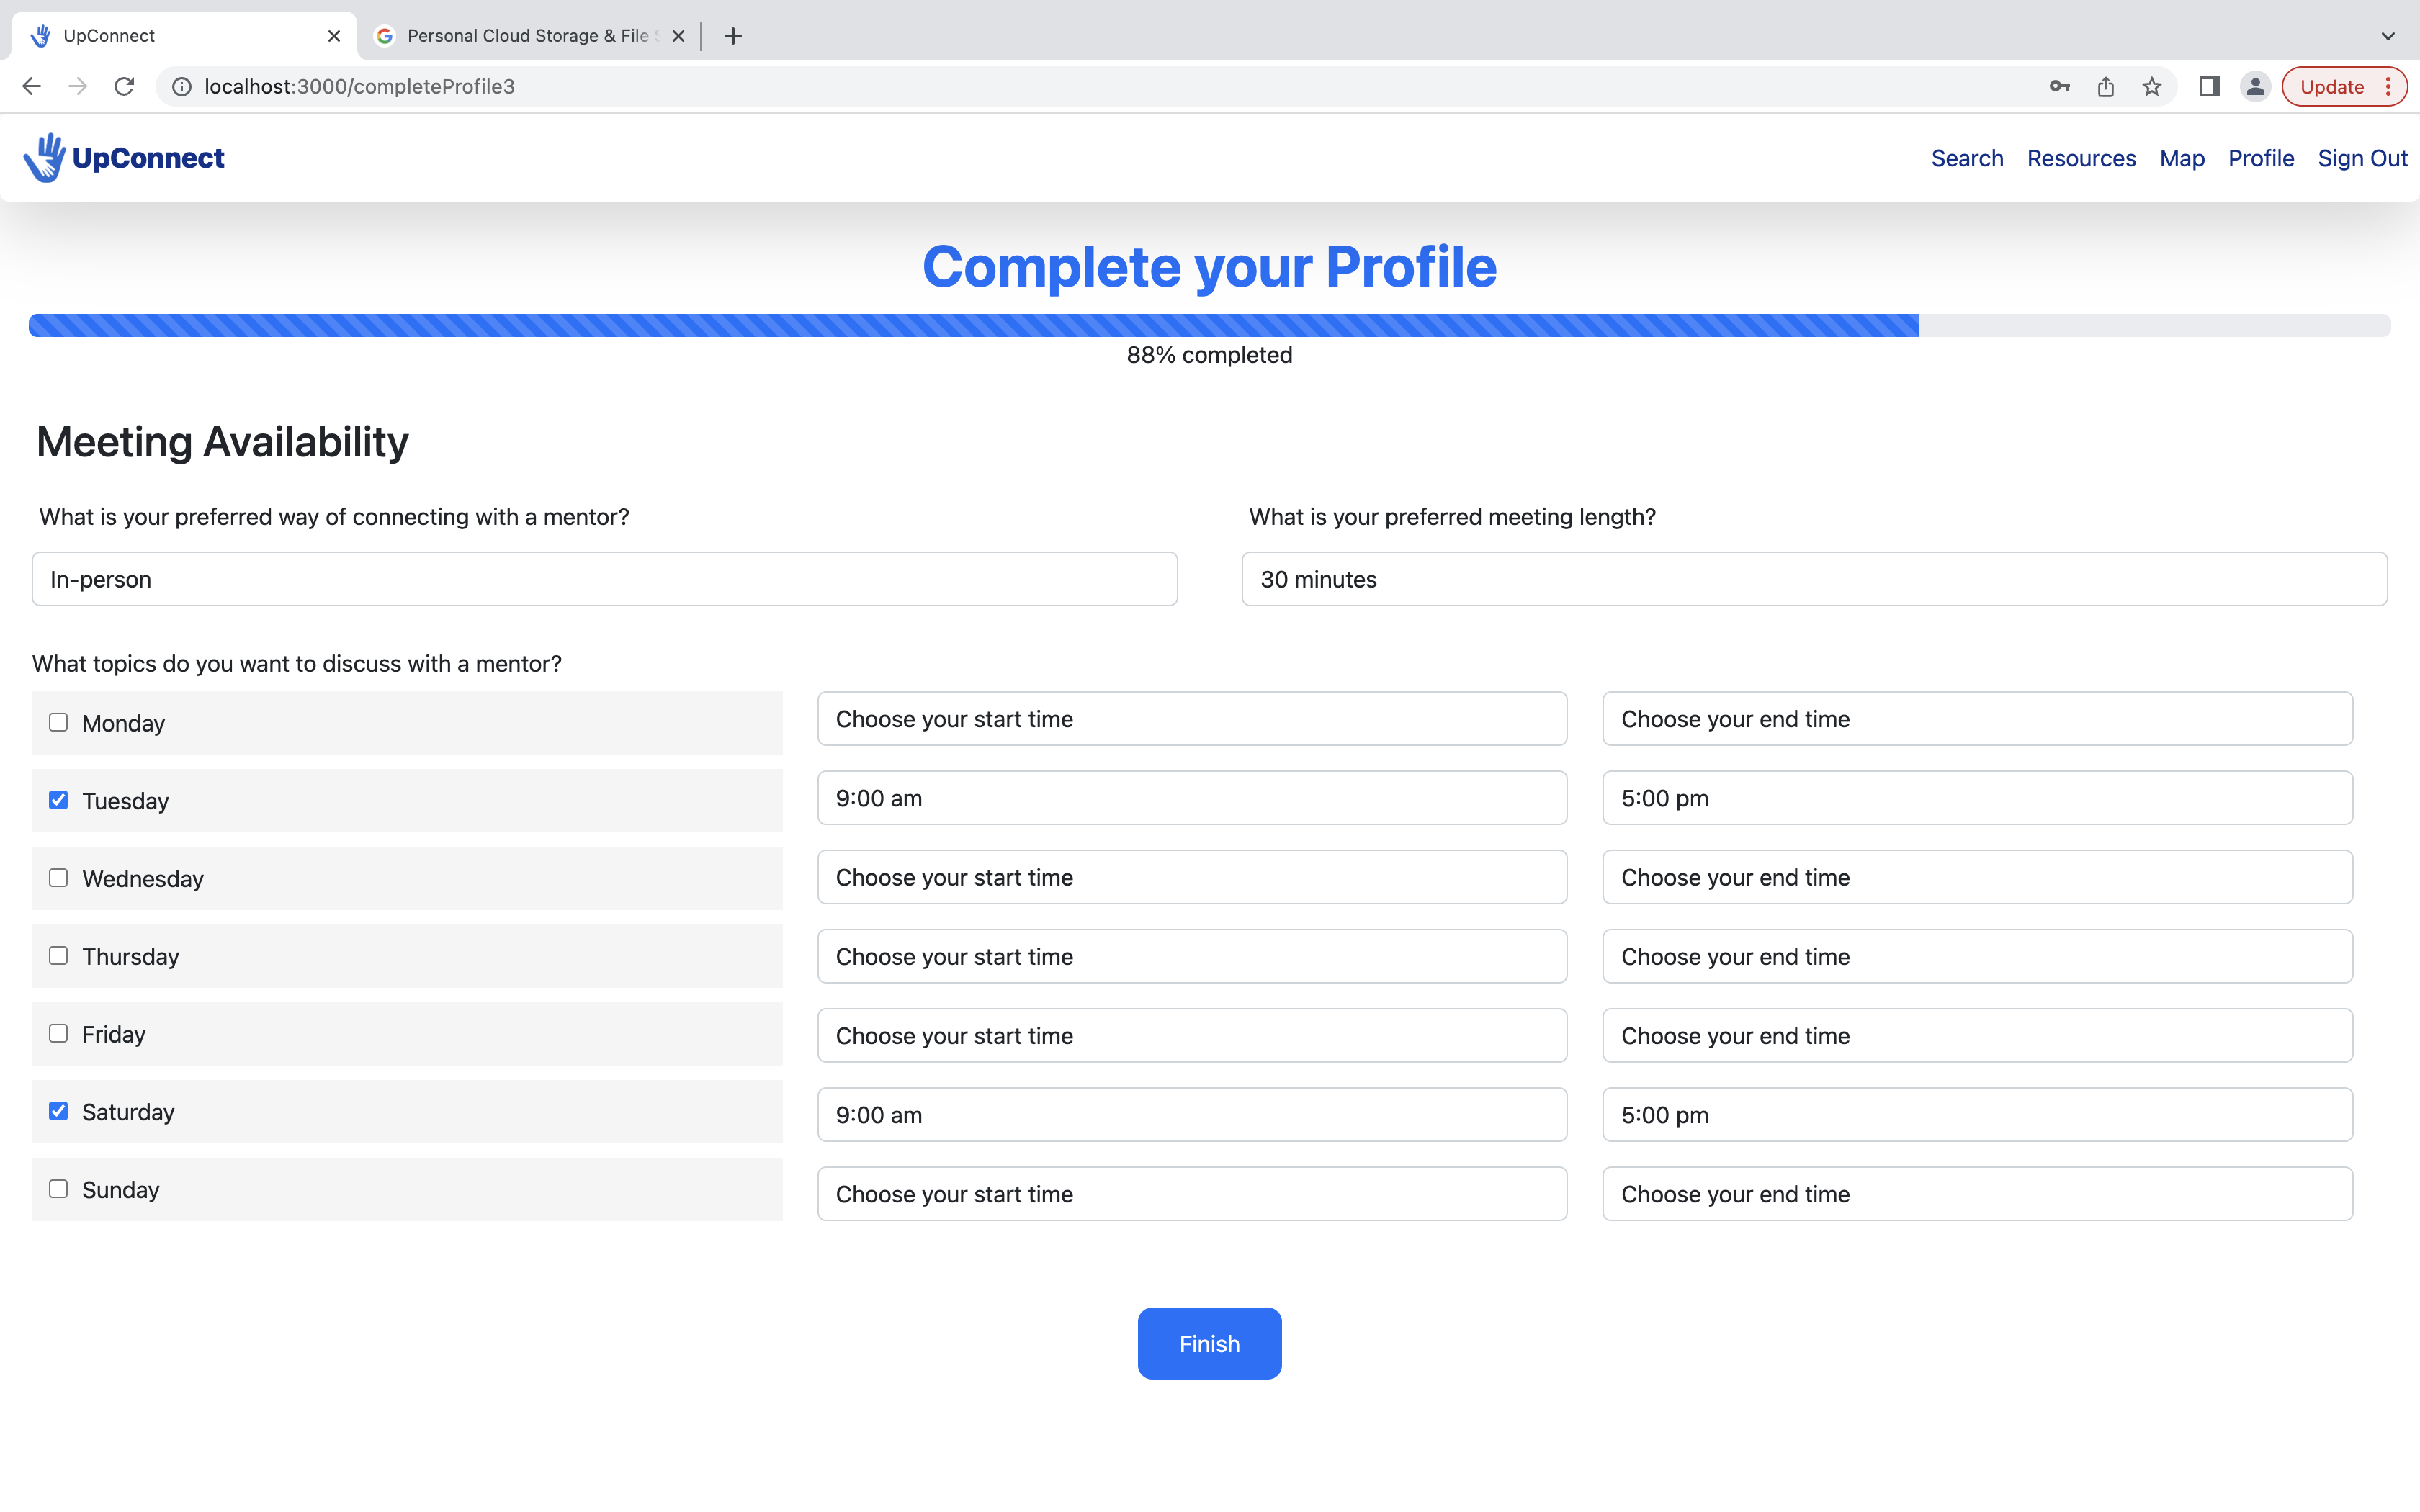 UpConnect
Personal Cloud Storage & File
localhost:3000/completeProfile3
Update
UpConnect
Search Resources Map Profile Sign Out
Complete your Profile
88% completed
Meeting Availability
What is your preferred way of connecting with a mentor?
What is your preferred meeting length?
In-person
30 minutes
What topics do you want to discuss with a mentor?
Monday
Choose your start time
Choose your end time
Tuesday
9:00 am
5:00 pm
Wednesday
Choose your start time
Choose your end time
Thursday
Choose your start time
Choose your end time
Friday
Choose your start time
Choose your end time
Saturday
9:00 am
5:00 pm
Sunday
Choose your start time
Choose your end time
Finish